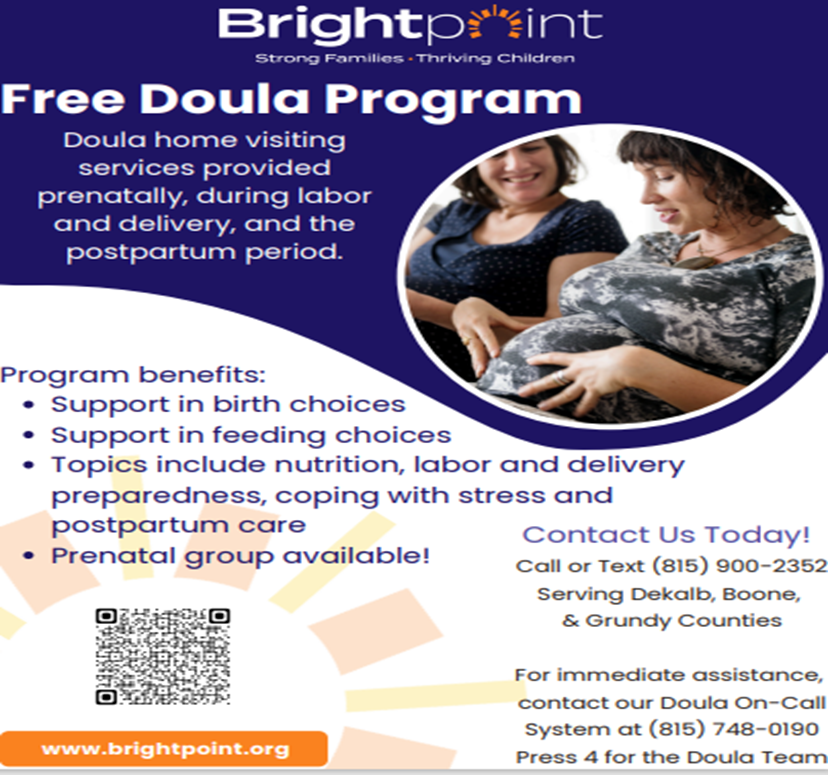 Brightpoint
Strong Families · Thriving Children
Free Doula Program
Doula home visiting
services provided
prenatally, during labor
and delivery, and the
postpartum period.
Program benefits:
• Support in birth choices
• Support in feeding choices
• Topics include nutrition, labor and delivery
preparedness, coping with stress and
postpartum care
• Prenatal group available!
Contact Us Today!
Call or Text (815) 900-2352
Serving Dekalb, Boone,
& Grundy Counties
For immediate assistance,
contact our Doula On-Call
System at (815) 748-0190
Press 4 for the Doula Team
www.brightpoint.org